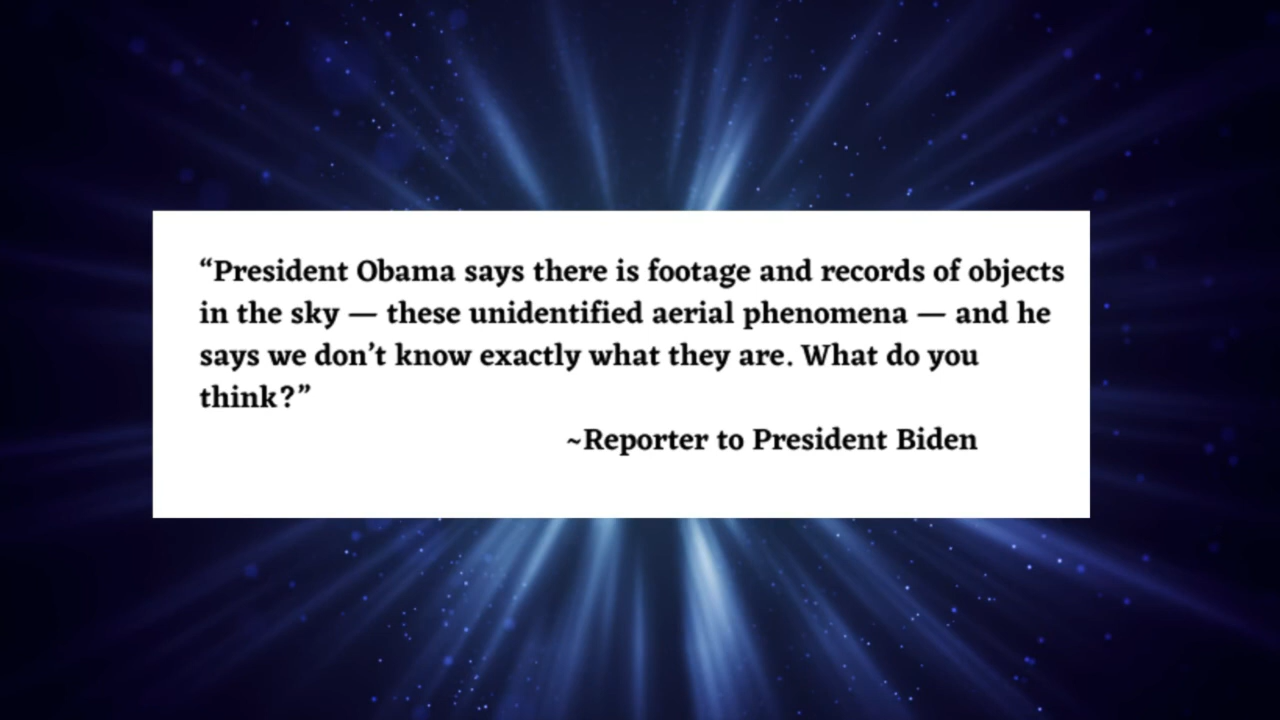 “President Obama says there is footage and records of objects
in the sky — these unidentified aerial phenomena — and he
says we don’t know exactly what they are. What do you
think?”
~Reporter to President Biden